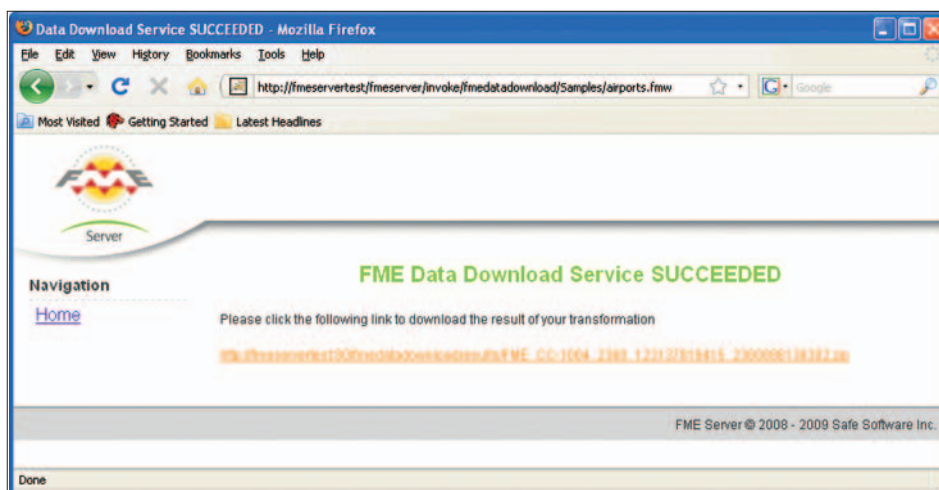 Data Download Service SUCCEEDED - Mozilla Firefox
File Edit View History Bookmarks Tools Help
http://fmeservertest/fmeserver/invoke/fmedatadownload/Samples/airports.fmw
G Google
Most Visited Getting Started Latest Headlines
FME
Server
Navigation
Home
FME Data Download Service SUCCEEDED
Please click the following link to download the result of your transformation
FME Server © 2008 - 2009 Safe Software Inc.
Done